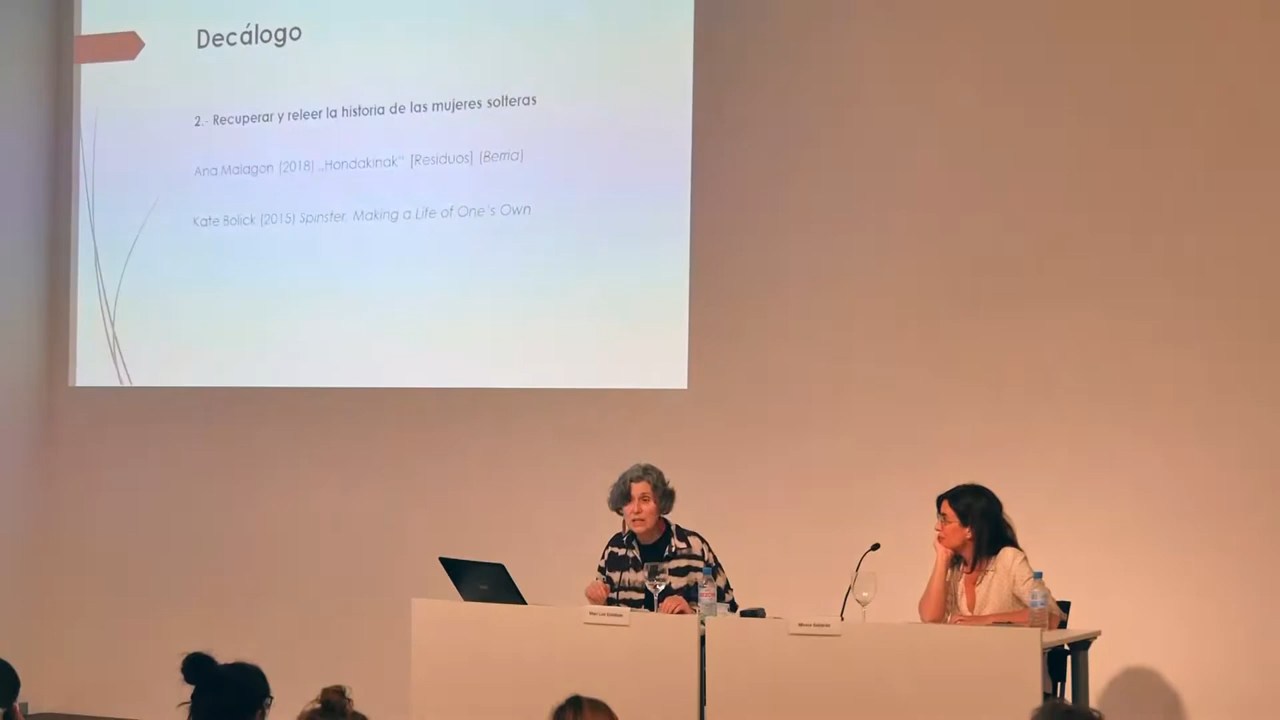 Decálogo
2.- Recuperar y releer la historia de las mujeres solteras
Ana Malagon (2018) „Hondakinak“ [Residuos] (Berria)
Kate Bolick (2015) Spinster. Making a Life of One´s Own